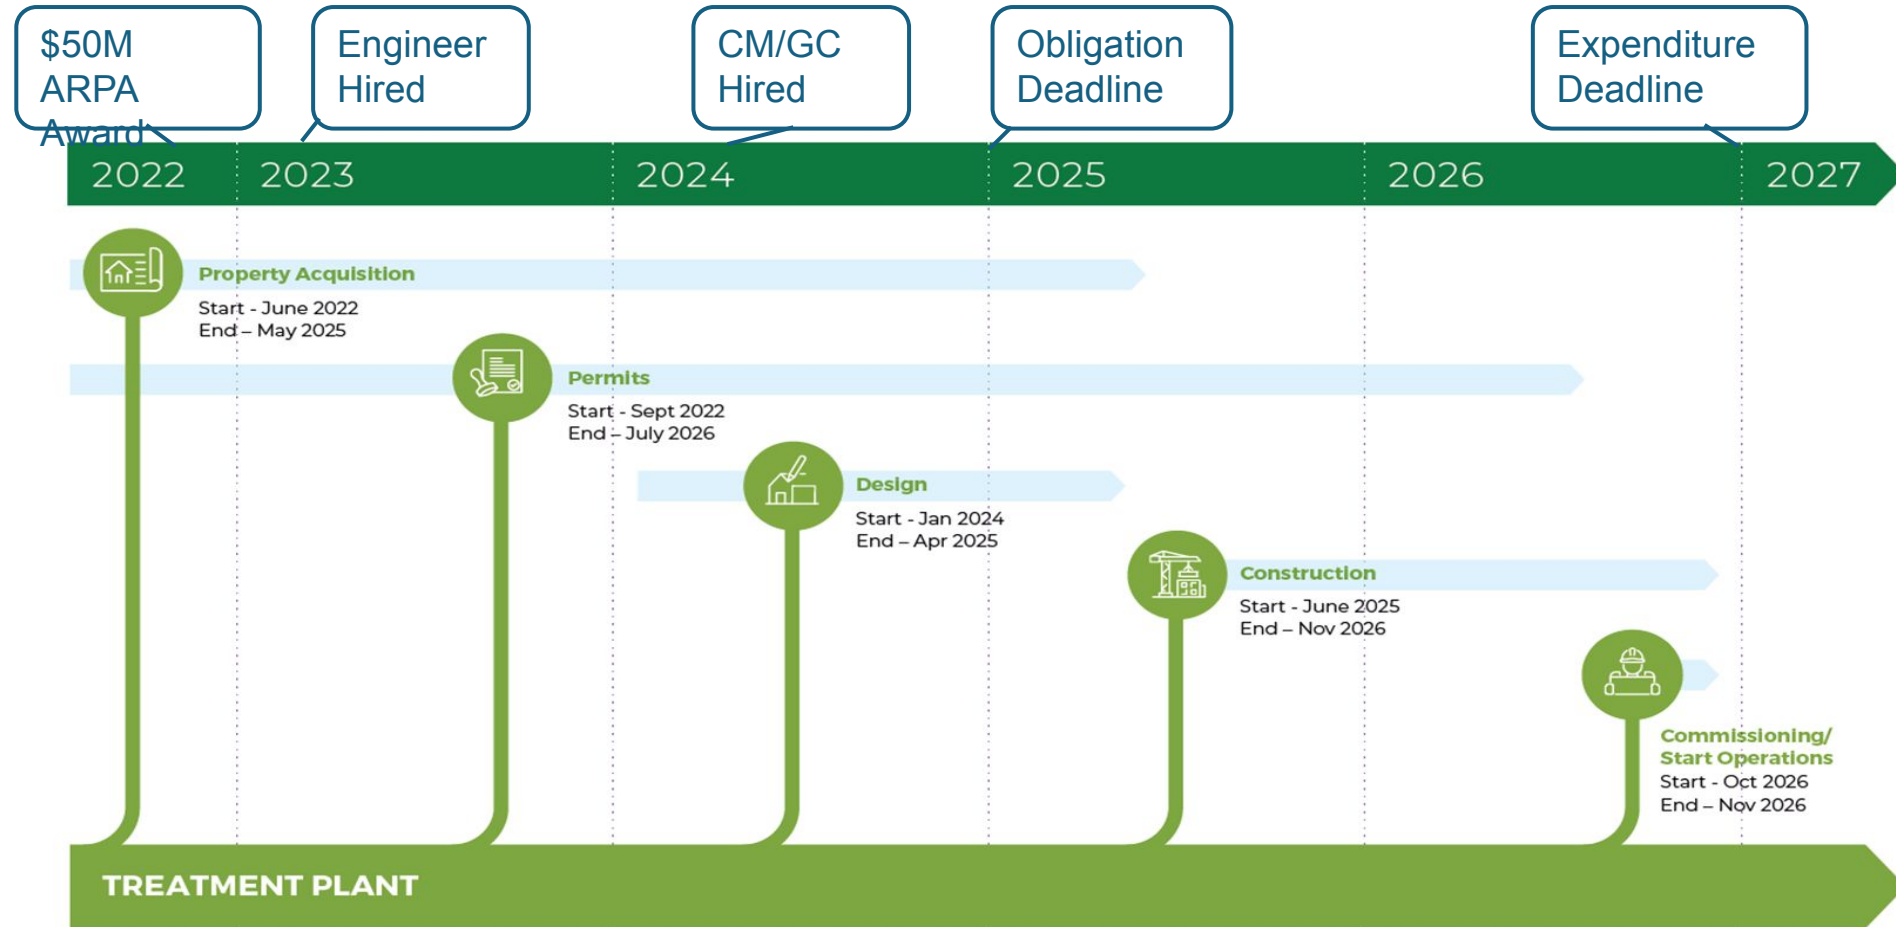 $50M
ARPA
Award
Engineer
Hired
CM/GC
Hired
Obligation
Deadline
Expenditure
Deadline
2022 2023 2024 2025 2026 2027
Property Acquisition
Start - June 2022
End – May 2025
Permits
Start - Sept 2022
End – July 2026
Design
Start - Jan 2024
End – Apr 2025
Construction
Start - June 2025
End – Nov 2026
Commissioning/
Start Operations
Start - Oct 2026
End – Nov 2026
TREATMENT PLANT